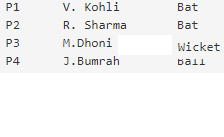 P1 V. Kohli Bat
P2 R. Sharma Bat
P3 M.Dhoni Wicket
P4 J.Bumrah Ball